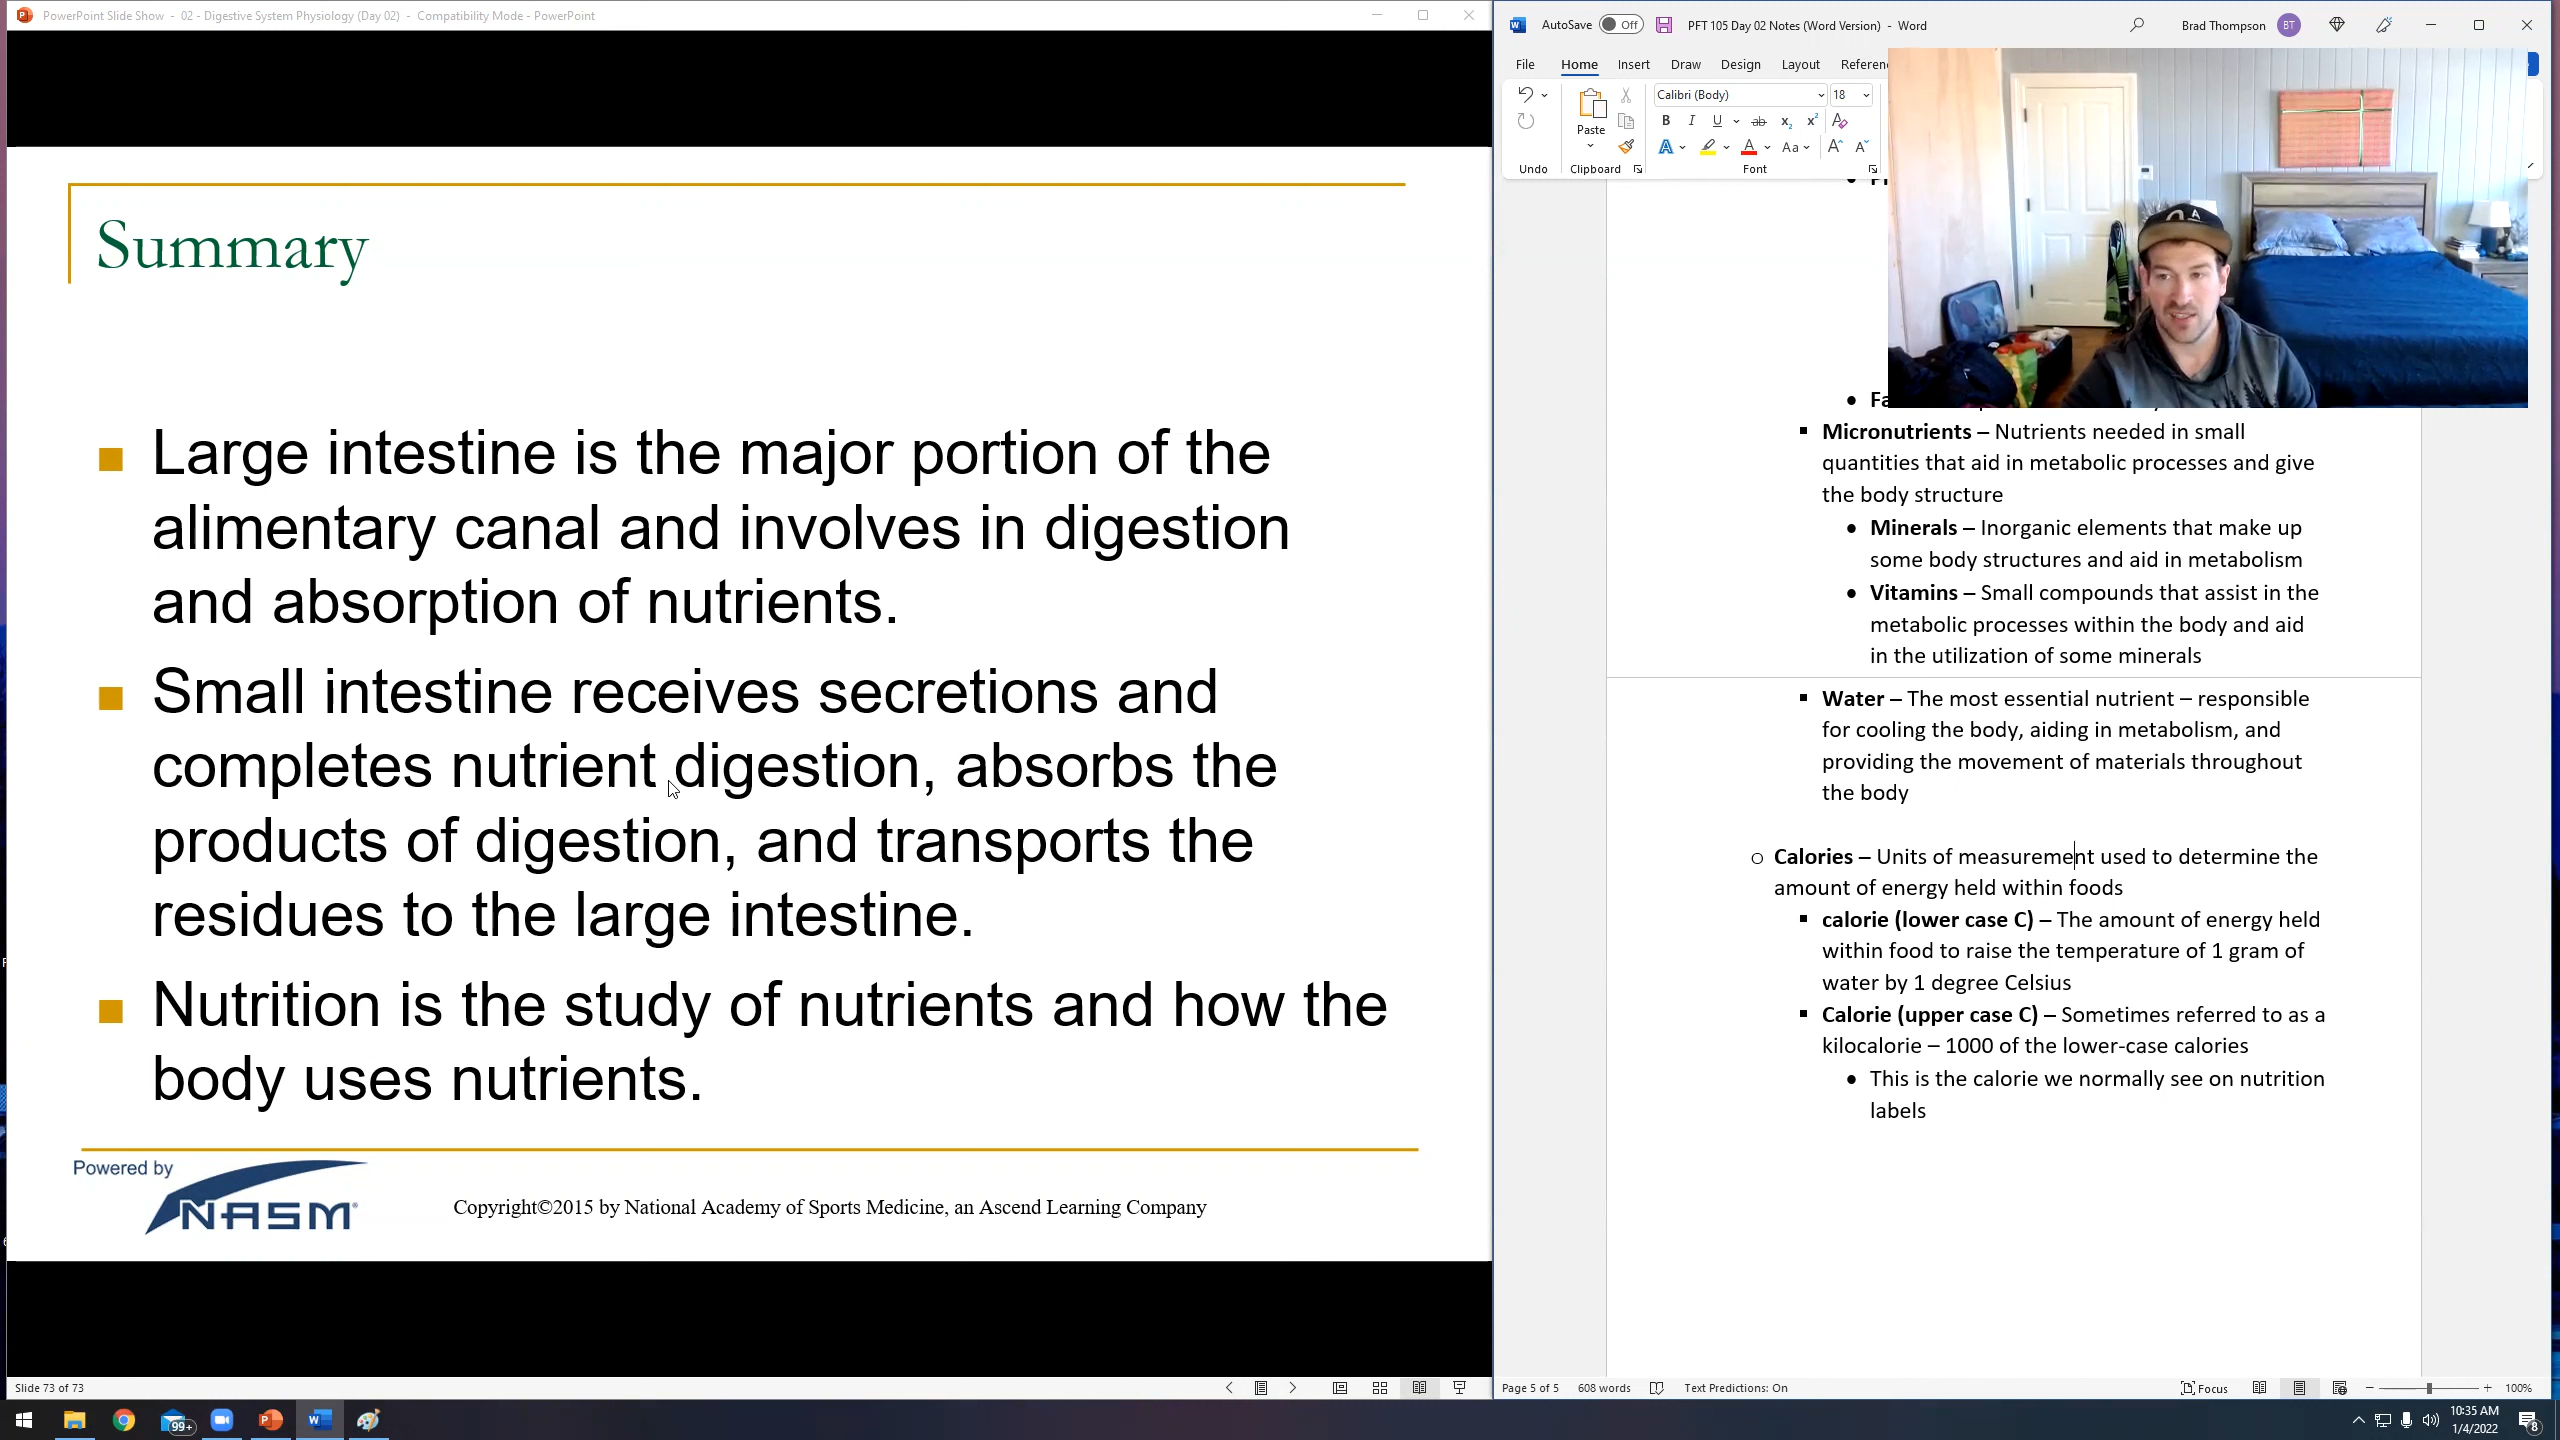 PowerPoint Slide Show - 02 - Digestive System Physiology (Day 02) - Compatibility Mode - PowerPoint
Summary
Large intestine is the major portion of the
alimentary canal and involves in digestion
and absorption of nutrients.
Small intestine receives secretions and
completes nutrient digestion, absorbs the
products of digestion, and transports the
residues to the large intestine.
Nutrition is the study of nutrients and how the
body uses nutrients.
Powered by
NASM
Copyright©2015 by National Academy of Sports Medicine, an Ascend Learning Company
Slide 73 of 73
AutoSave Off PFT 105 Day 02 Notes (Word Version) - Word Brad Thompson BT
File Home Insert Draw Design Layout Referenc
Calibri (Body) 18
Paste
B I U ab x₂ x²
A A Aa A A
Undo Clipboard Font
Micronutrients – Nutrients needed in small
quantities that aid in metabolic processes and give
the body structure
Minerals – Inorganic elements that make up
some body structures and aid in metabolism
Vitamins – Small compounds that assist in the
metabolic processes within the body and aid
in the utilization of some minerals
Water – The most essential nutrient – responsible
for cooling the body, aiding in metabolism, and
providing the movement of materials throughout
the body
Calories – Units of measurement used to determine the
amount of energy held within foods
calorie (lower case C) – The amount of energy held
within food to raise the temperature of 1 gram of
water by 1 degree Celsius
Calorie (upper case C) – Sometimes referred to as a
kilocalorie – 1000 of the lower-case calories
This is the calorie we normally see on nutrition
labels
Page 5 of 5 608 words Text Predictions: On Focus 100%
99+
10:35 AM
1/4/2022
8